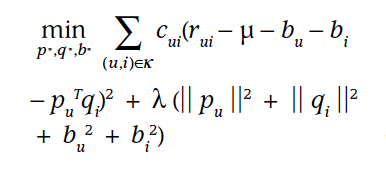 min Σ c_ui(r_ui − μ − b_u − b_i
p*,q*,b* (u,i)∈κ
− p_u^T q_i)² + λ (|| p_u ||² + || q_i ||²
+ b_u² + b_i²)